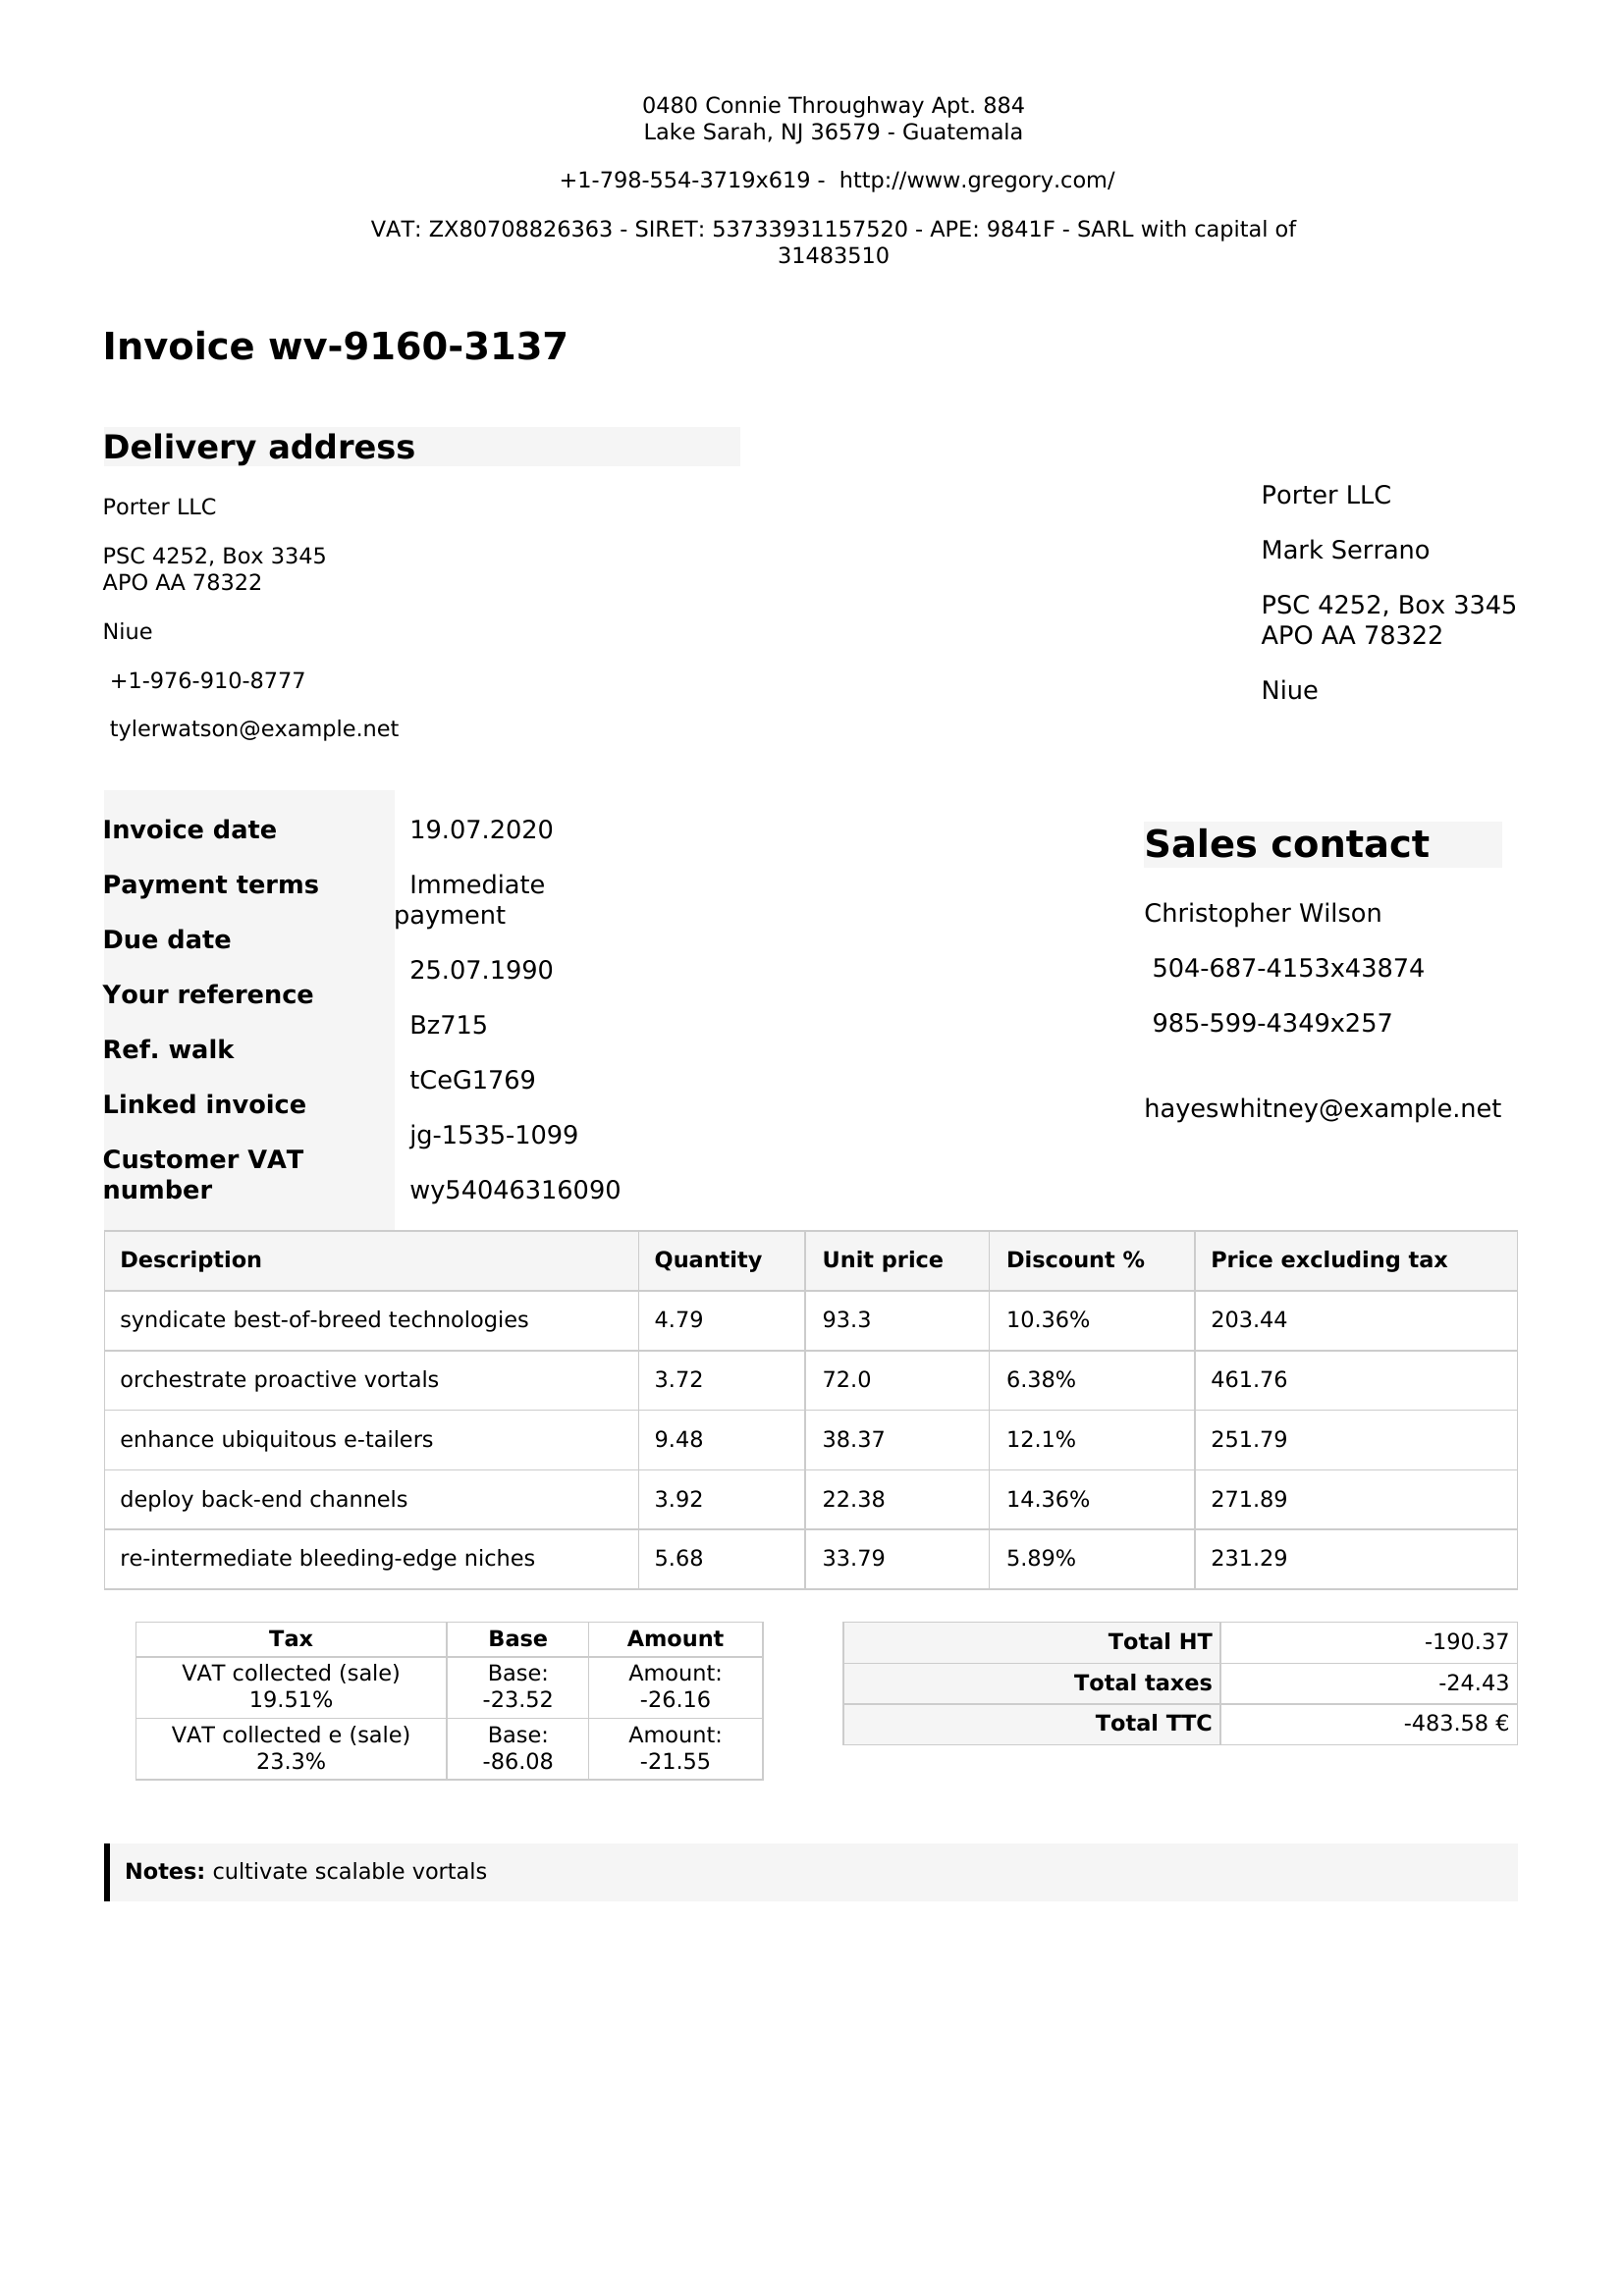 0480 Connie Throughway Apt. 884
Lake Sarah, NJ 36579 - Guatemala
+1-798-554-3719x619 - http://www.gregory.com/
VAT: ZX80708826363 - SIRET: 53733931157520 - APE: 9841F - SARL with capital of
31483510
Invoice wv-9160-3137
Delivery address
Porter LLC
PSC 4252, Box 3345
APO AA 78322
Niue
+1-976-910-8777
tylerwatson@example.net
Porter LLC
Mark Serrano
PSC 4252, Box 3345
APO AA 78322
Niue
Invoice date
Payment terms
Due date
Your reference
Ref. walk
Linked invoice
Customer VAT
number
19.07.2020
Immediate
payment
25.07.1990
Bz715
tCeG1769
jg-1535-1099
wy54046316090
Sales contact
Christopher Wilson
504-687-4153x43874
985-599-4349x257
hayeswhitney@example.net
Description Quantity Unit price Discount % Price excluding tax
syndicate best-of-breed technologies 4.79 93.3 10.36% 203.44
orchestrate proactive vortals 3.72 72.0 6.38% 461.76
enhance ubiquitous e-tailers 9.48 38.37 12.1% 251.79
deploy back-end channels 3.92 22.38 14.36% 271.89
re-intermediate bleeding-edge niches 5.68 33.79 5.89% 231.29
Tax Base Amount
VAT collected (sale) Base: Amount:
19.51% -23.52 -26.16
VAT collected e (sale) Base: Amount:
23.3% -86.08 -21.55
Total HT -190.37
Total taxes -24.43
Total TTC -483.58 €
Notes: cultivate scalable vortals